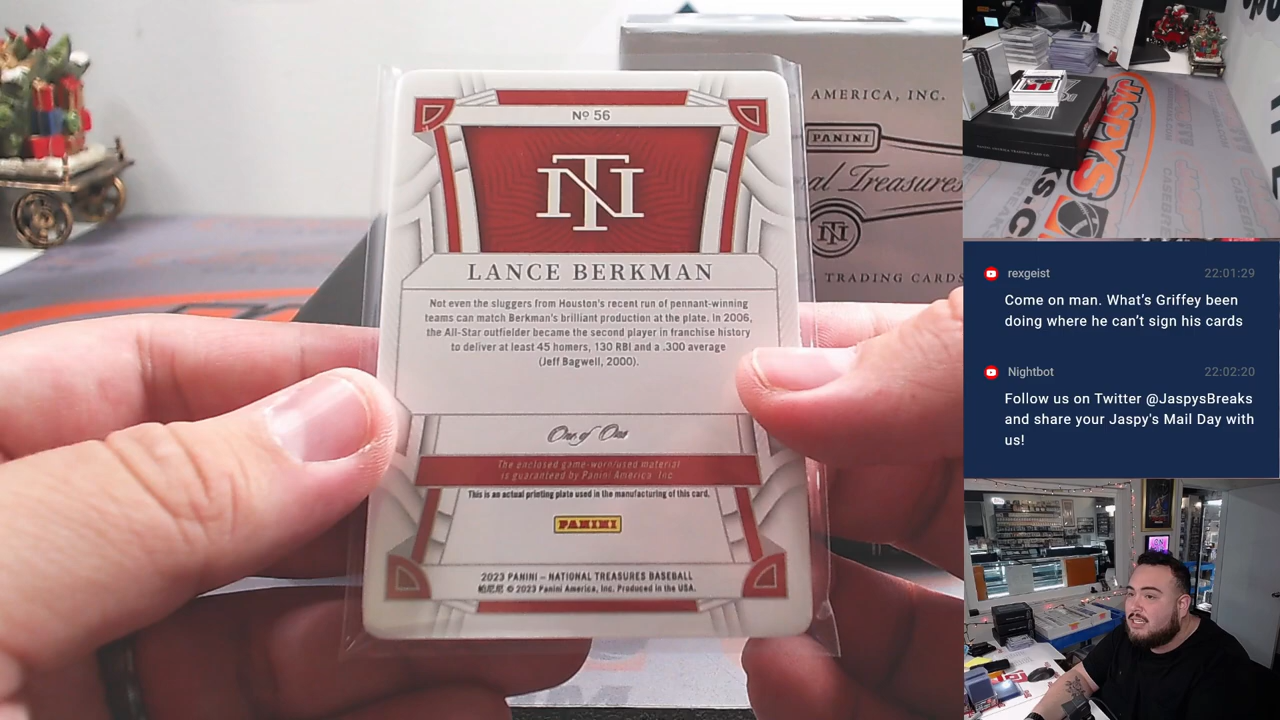 Nº 56
NT
LANCE BERKMAN
Not even the sluggers from Houston's recent run of pennant-winning
teams can match Berkman's brilliant production at the plate. In 2006,
the All-Star outfielder became the second player in franchise history
to deliver at least 45 homers, 130 RBI and a .300 average
(Jeff Bagwell, 2000).
One of One
The enclosed game-worn/used material
is guaranteed by Panini America, Inc.
This is an actual printing plate used in the manufacturing of this card.
PANINI
2023 PANINI – NATIONAL TREASURES BASEBALL
帕尼尼 © 2023 Panini America, Inc. Produced in the USA.
AMERICA, INC.
PANINI
al Treasures
NT
TRADING CARDS
JASPYS
rexgeist 22:01:29
Come on man. What's Griffey been
doing where he can't sign his cards
Nightbot 22:02:20
Follow us on Twitter @JaspysBreaks
and share your Jaspy's Mail Day with
us!